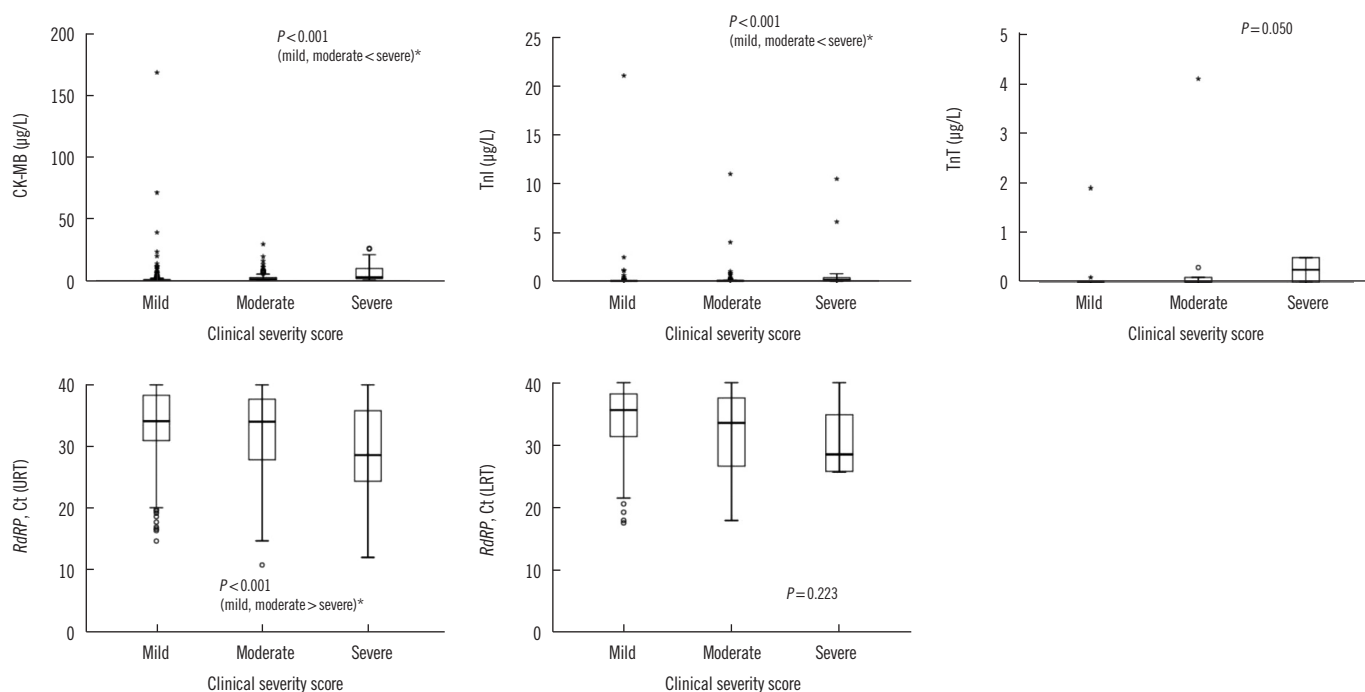 P<0.001
(mild, moderate<severe)*
CK-MB (µg/L)
200
150
100
50
0
Mild
Moderate
Severe
Clinical severity score
P<0.001
(mild, moderate<severe)*
TnI (µg/L)
25
20
15
10
5
0
Mild
Moderate
Severe
Clinical severity score
P=0.050
TnT (µg/L)
5
4
3
2
1
0
Mild
Moderate
Severe
Clinical severity score
RdRP, Ct (URT)
40
30
20
10
0
P<0.001
(mild, moderate>severe)*
Mild
Moderate
Severe
Clinical severity score
RdRP, Ct (LRT)
40
30
20
10
0
P=0.223
Mild
Moderate
Severe
Clinical severity score